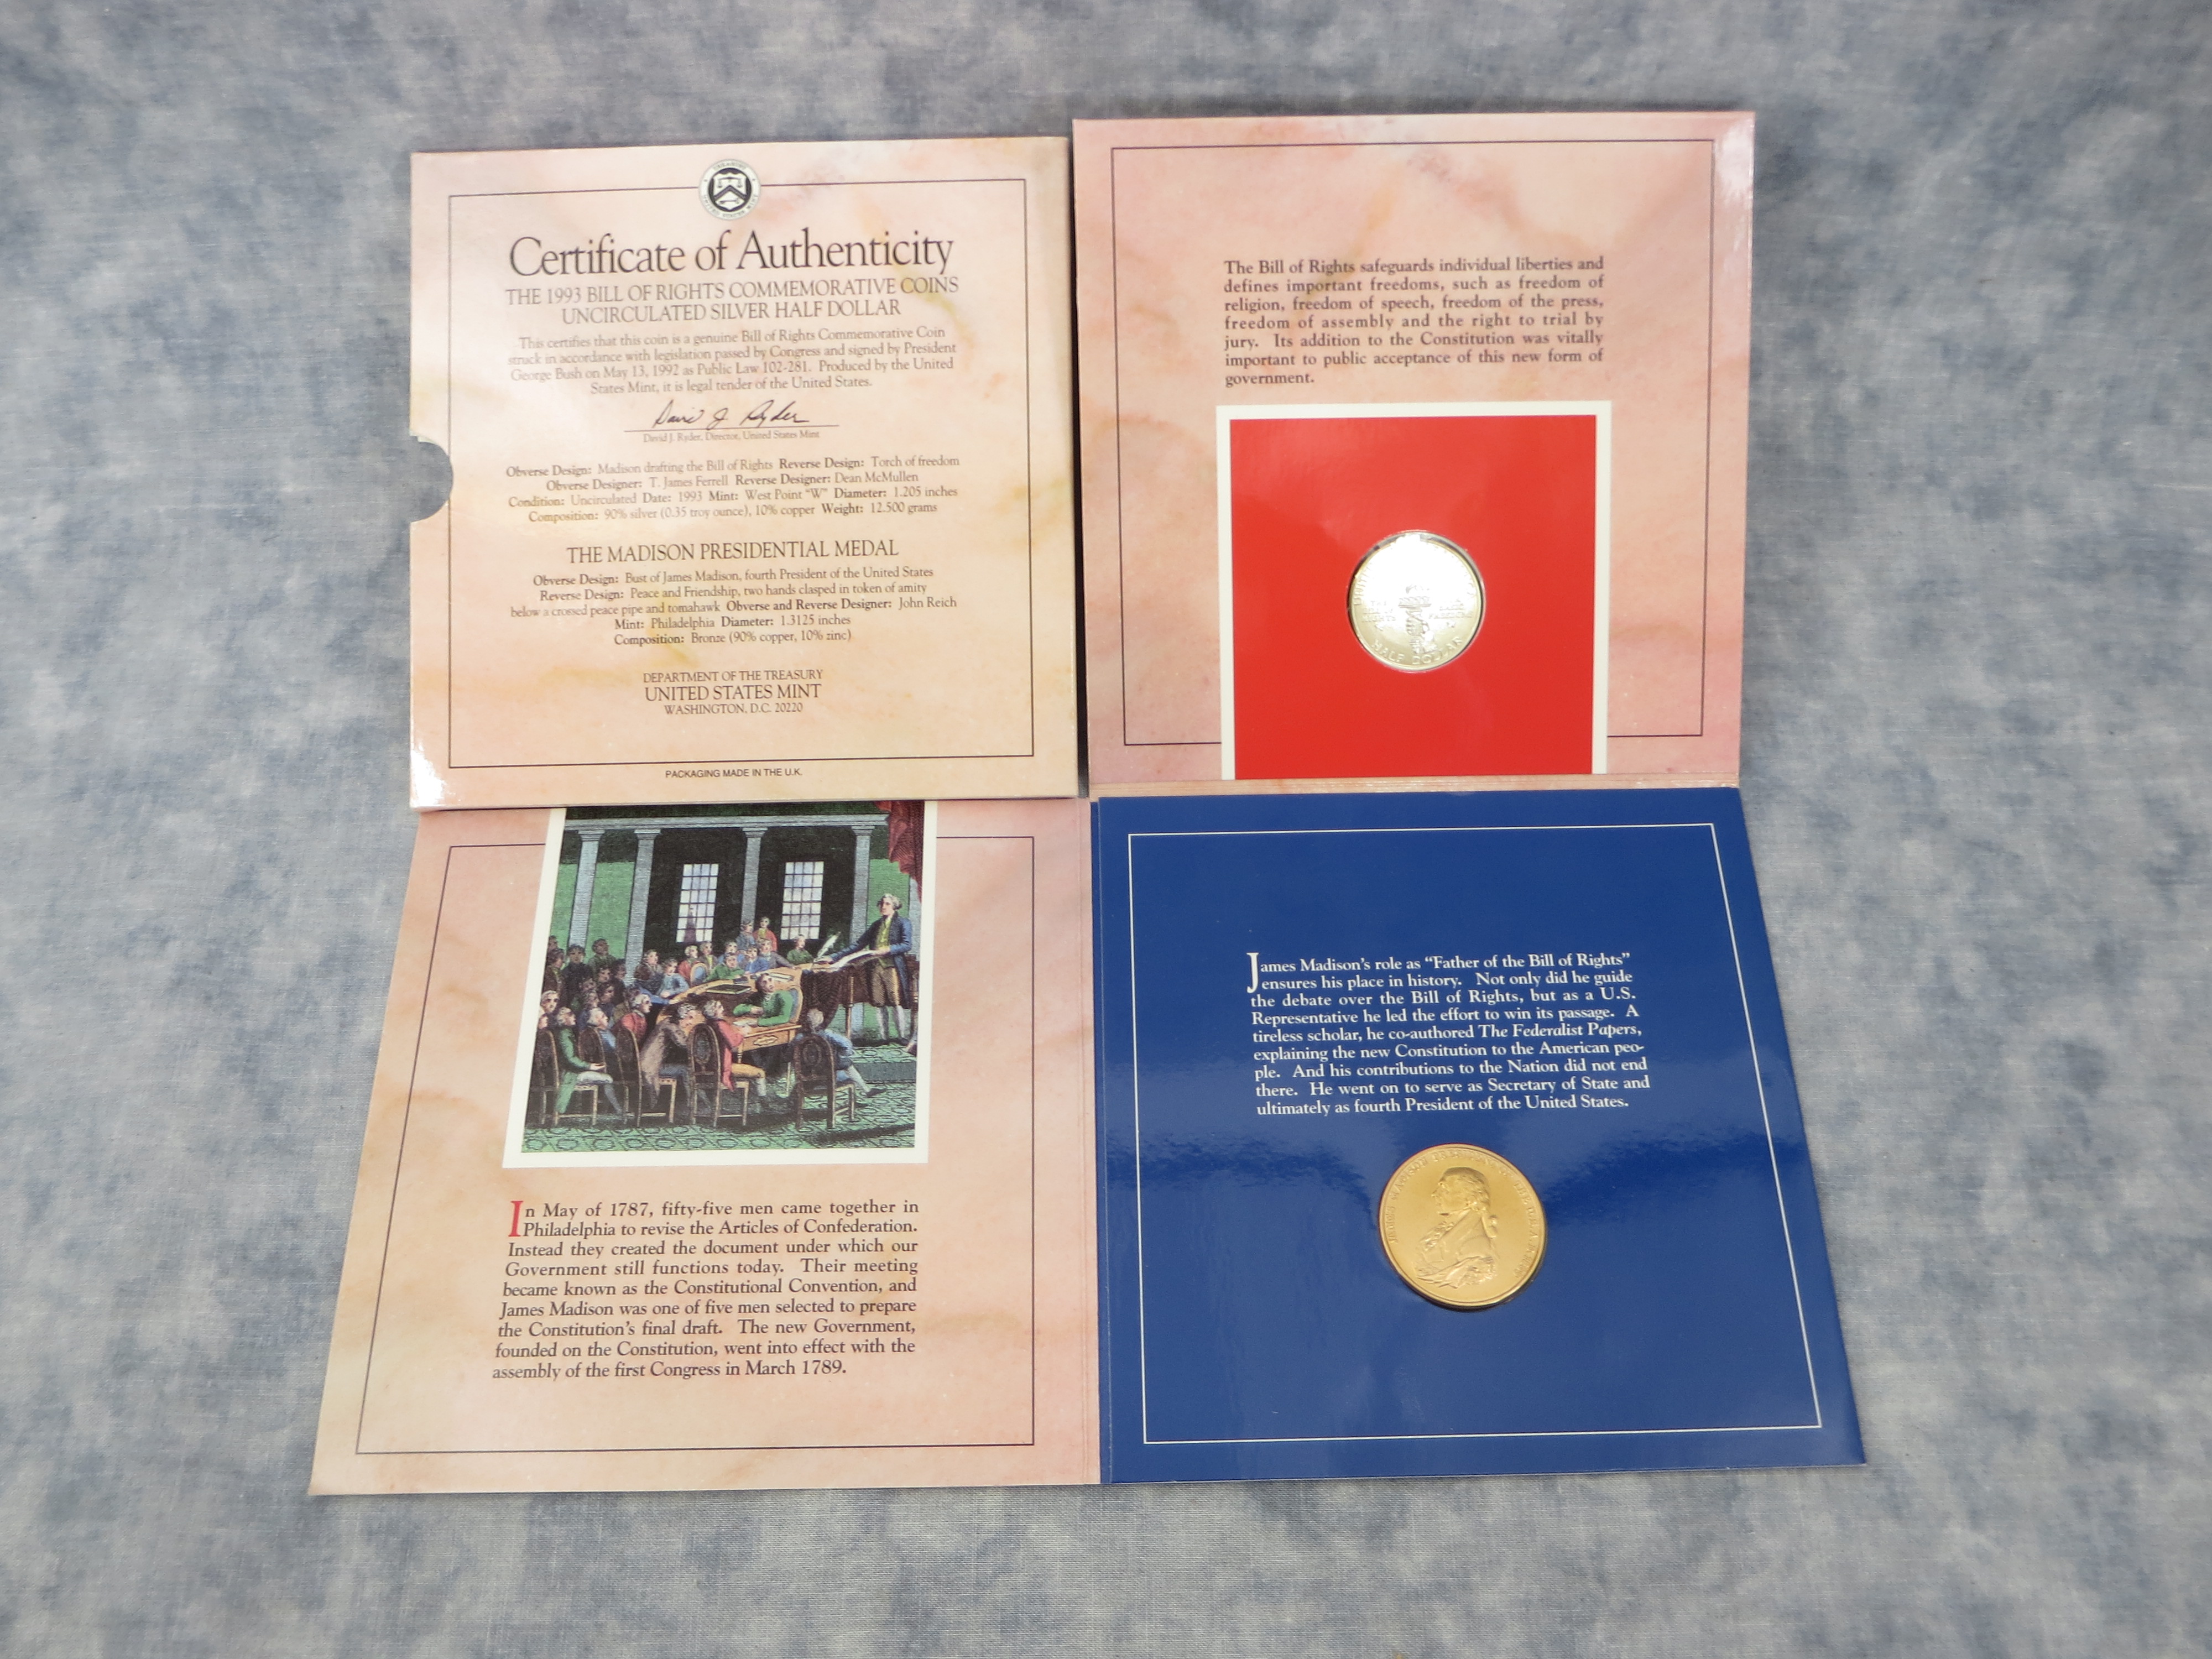 Certificate of Authenticity
THE 1993 BILL OF RIGHTS COMMEMORATIVE COINS
UNCIRCULATED SILVER HALF DOLLAR
This certifies that this coin is a genuine Bill of Rights Commemorative Coin
struck in accordance with legislation passed by Congress and signed by President
George Bush on May 13, 1992 as Public Law 102-281. Produced by the United
States Mint, it is legal tender of the United States.
David J. Ryder
David J. Ryder, Director, United States Mint
Obverse Design: Madison drafting the Bill of Rights Reverse Design: Torch of freedom
Obverse Designer: T. James Ferrell Reverse Designer: Dean McMullen
Condition: Uncirculated Date: 1993 Mint: West Point "W" Diameter: 1.205 inches
Composition: 90% silver (0.35 troy ounce), 10% copper Weight: 12.500 grams
THE MADISON PRESIDENTIAL MEDAL
Obverse Design: Bust of James Madison, fourth President of the United States
Reverse Design: Peace and Friendship, two hands clasped in token of amity
below a crossed peace pipe and tomahawk Obverse and Reverse Designer: John Reich
Mint: Philadelphia Diameter: 1.3125 inches
Composition: Bronze (90% copper, 10% zinc)
DEPARTMENT OF THE TREASURY
UNITED STATES MINT
WASHINGTON, D.C. 20220
PACKAGING MADE IN THE U.K.
The Bill of Rights safeguards individual liberties and
defines important freedoms, such as freedom of
religion, freedom of speech, freedom of the press,
freedom of assembly and the right to trial by
jury. Its addition to the Constitution was vitally
important to public acceptance of this new form of
government.
HALF DOLLAR
In May of 1787, fifty-five men came together in
Philadelphia to revise the Articles of Confederation.
Instead they created the document under which our
Government still functions today. Their meeting
became known as the Constitutional Convention, and
James Madison was one of five men selected to prepare
the Constitution's final draft. The new Government,
founded on the Constitution, went into effect with the
assembly of the first Congress in March 1789.
James Madison's role as "Father of the Bill of Rights"
ensures his place in history. Not only did he guide
the debate over the Bill of Rights, but as a U.S.
Representative he led the effort to win its passage. A
tireless scholar, he co-authored The Federalist Papers,
explaining the new Constitution to the American peo-
ple. And his contributions to the Nation did not end
there. He went on to serve as Secretary of State and
ultimately as fourth President of the United States.